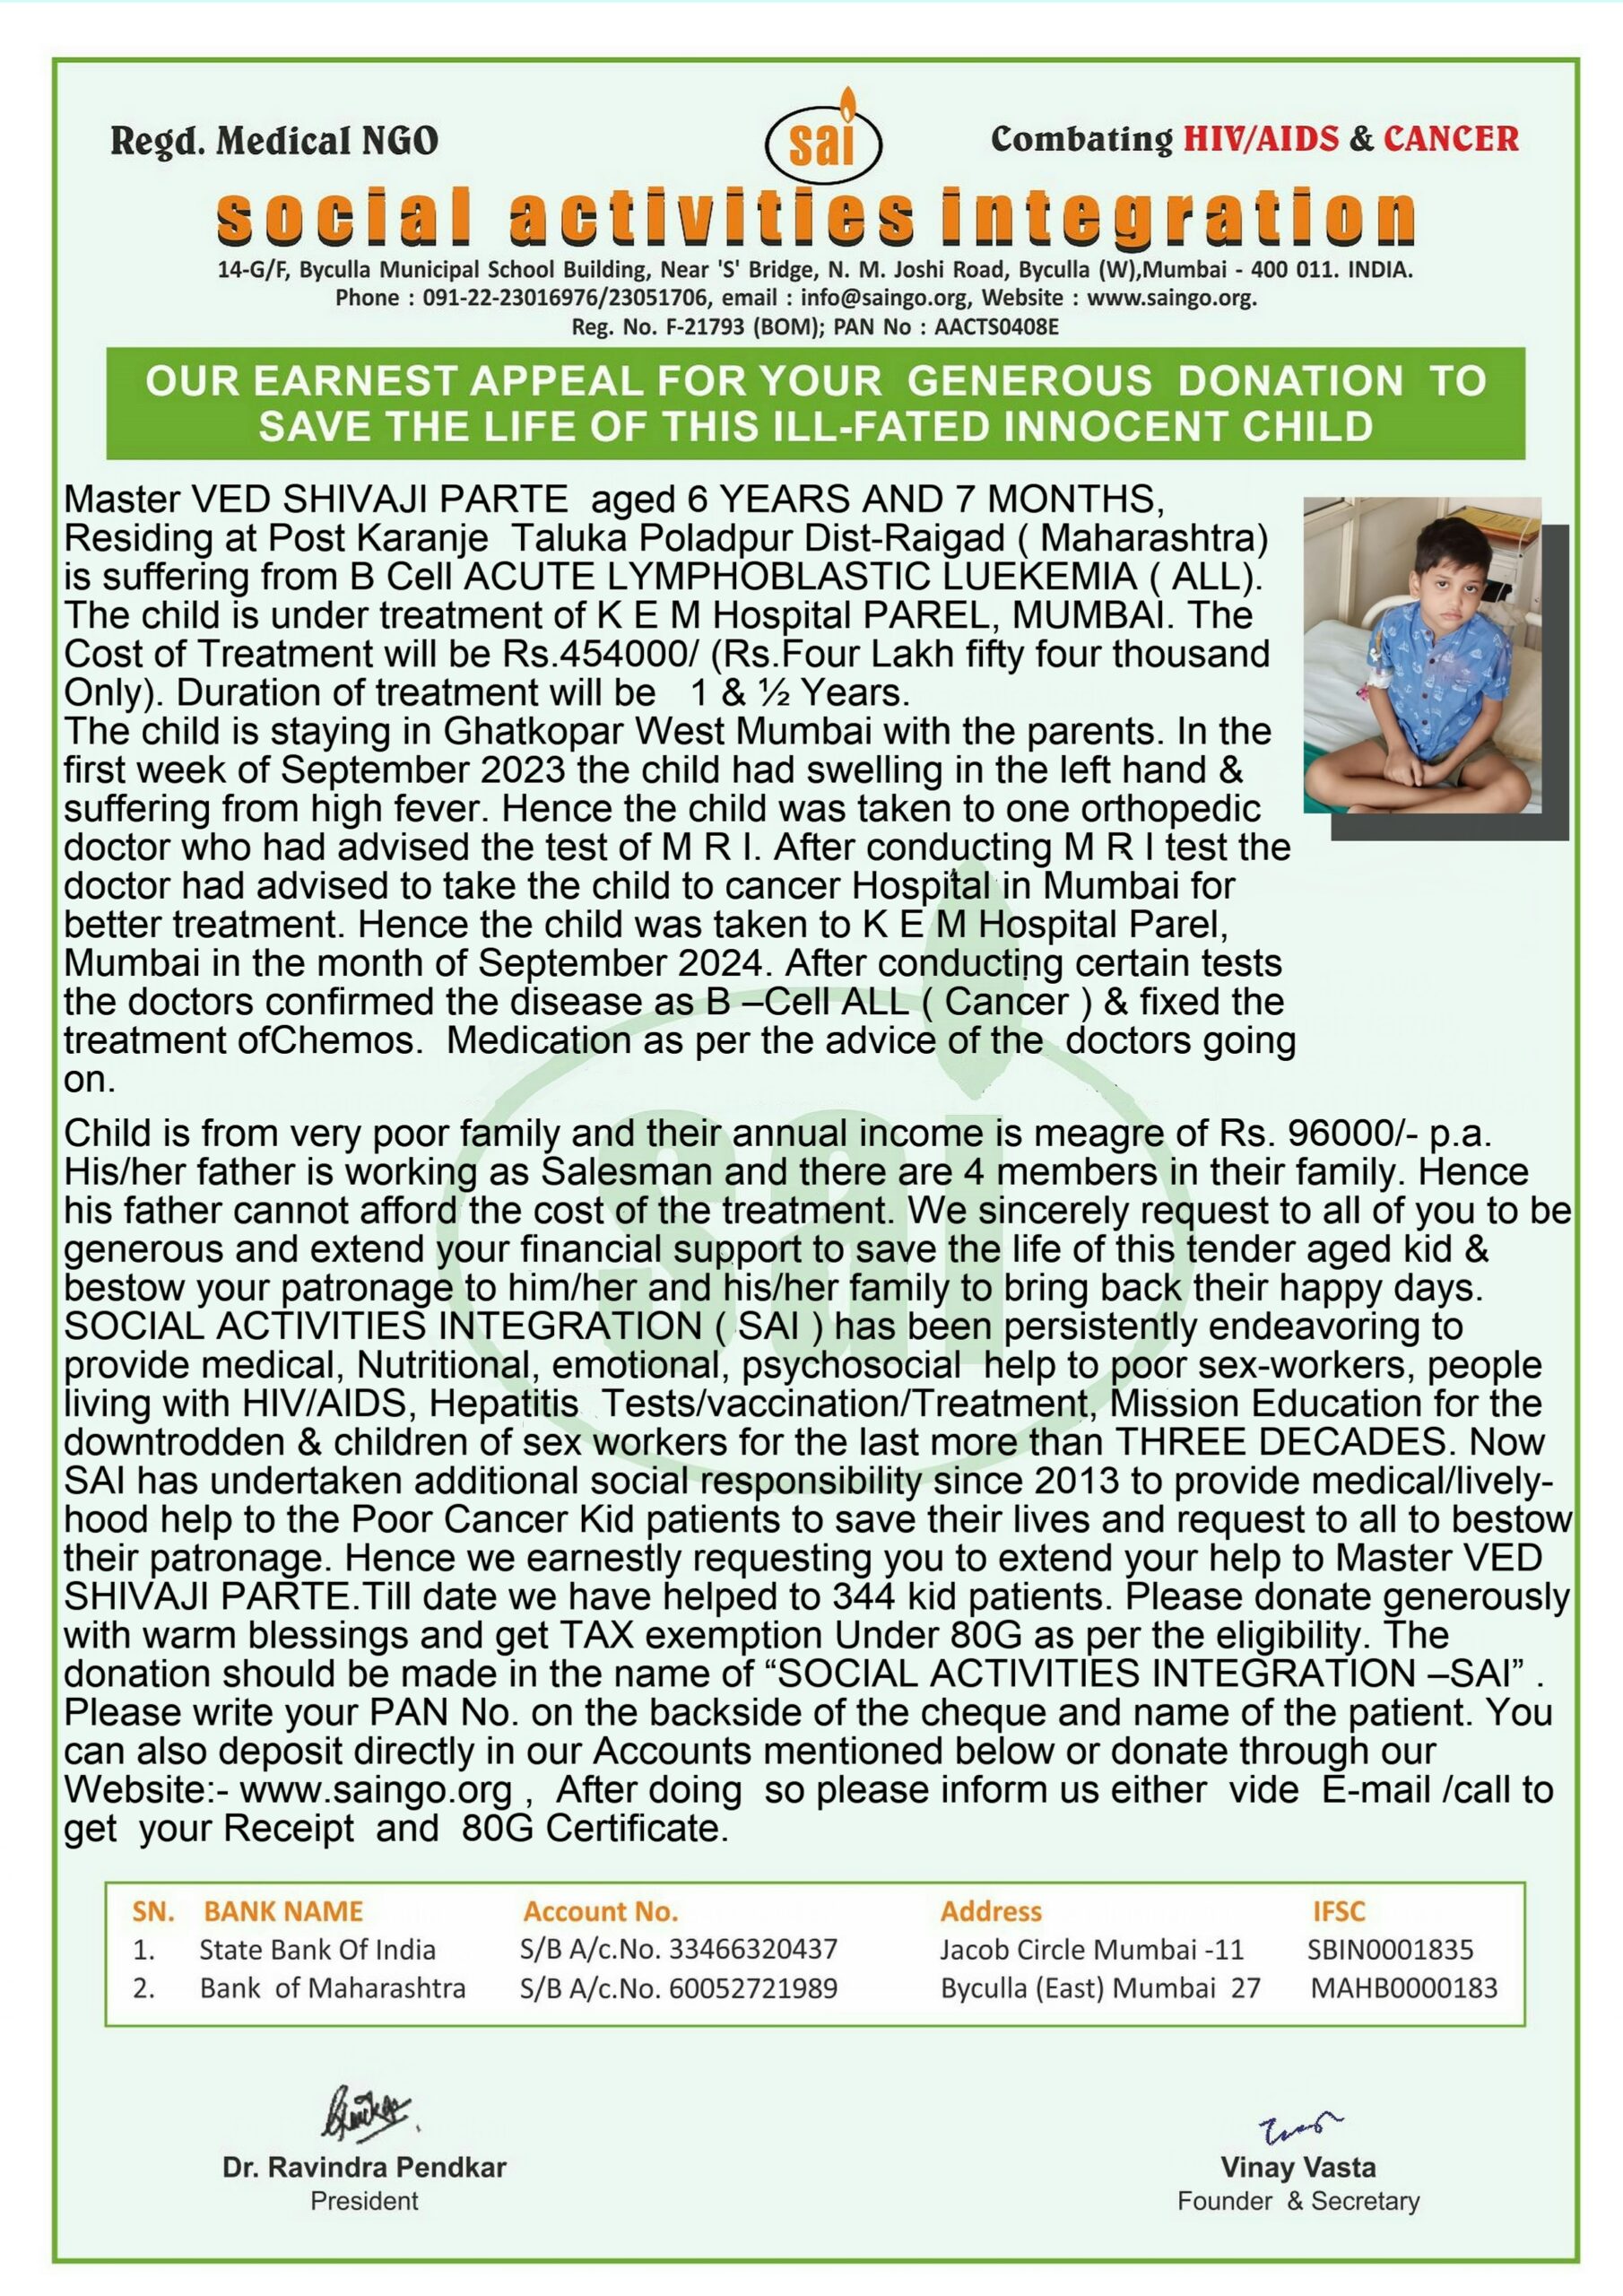 Regd. Medical NGO
sai
Combating HIV/AIDS & CANCER
social activities integration
14-G/F, Byculla Municipal School Building, Near 'S' Bridge, N. M. Joshi Road, Byculla (W),Mumbai - 400 011. INDIA.
Phone : 091-22-23016976/23051706, email : info@saingo.org, Website : www.saingo.org.
Reg. No. F-21793 (BOM); PAN No : AACTS0408E
OUR EARNEST APPEAL FOR YOUR GENEROUS DONATION TO
SAVE THE LIFE OF THIS ILL-FATED INNOCENT CHILD
Master VED SHIVAJI PARTE aged 6 YEARS AND 7 MONTHS,
Residing at Post Karanje Taluka Poladpur Dist-Raigad ( Maharashtra)
is suffering from B Cell ACUTE LYMPHOBLASTIC LUEKEMIA ( ALL).
The child is under treatment of K E M Hospital PAREL, MUMBAI. The
Cost of Treatment will be Rs.454000/ (Rs.Four Lakh fifty four thousand
Only). Duration of treatment will be 1 & ½ Years.
The child is staying in Ghatkopar West Mumbai with the parents. In the
first week of September 2023 the child had swelling in the left hand &
suffering from high fever. Hence the child was taken to one orthopedic
doctor who had advised the test of M R I. After conducting M R I test the
doctor had advised to take the child to cancer Hospital in Mumbai for
better treatment. Hence the child was taken to K E M Hospital Parel,
Mumbai in the month of September 2024. After conducting certain tests
the doctors confirmed the disease as B –Cell ALL ( Cancer ) & fixed the
treatment ofChemos. Medication as per the advice of the doctors going
on.
Child is from very poor family and their annual income is meagre of Rs. 96000/- p.a.
His/her father is working as Salesman and there are 4 members in their family. Hence
his father cannot afford the cost of the treatment. We sincerely request to all of you to be
generous and extend your financial support to save the life of this tender aged kid &
bestow your patronage to him/her and his/her family to bring back their happy days.
SOCIAL ACTIVITIES INTEGRATION ( SAI ) has been persistently endeavoring to
provide medical, Nutritional, emotional, psychosocial help to poor sex-workers, people
living with HIV/AIDS, Hepatitis Tests/vaccination/Treatment, Mission Education for the
downtrodden & children of sex workers for the last more than THREE DECADES. Now
SAI has undertaken additional social responsibility since 2013 to provide medical/lively-
hood help to the Poor Cancer Kid patients to save their lives and request to all to bestow
their patronage. Hence we earnestly requesting you to extend your help to Master VED
SHIVAJI PARTE.Till date we have helped to 344 kid patients. Please donate generously
with warm blessings and get TAX exemption Under 80G as per the eligibility. The
donation should be made in the name of “SOCIAL ACTIVITIES INTEGRATION –SAI” .
Please write your PAN No. on the backside of the cheque and name of the patient. You
can also deposit directly in our Accounts mentioned below or donate through our
Website:- www.saingo.org , After doing so please inform us either vide E-mail /call to
get your Receipt and 80G Certificate.
SN. BANK NAME Account No. Address IFSC
1. State Bank Of India S/B A/c.No. 33466320437 Jacob Circle Mumbai -11 SBIN0001835
2. Bank of Maharashtra S/B A/c.No. 60052721989 Byculla (East) Mumbai 27 MAHB0000183
Dr. Ravindra Pendkar
President
Vinay Vasta
Founder & Secretary